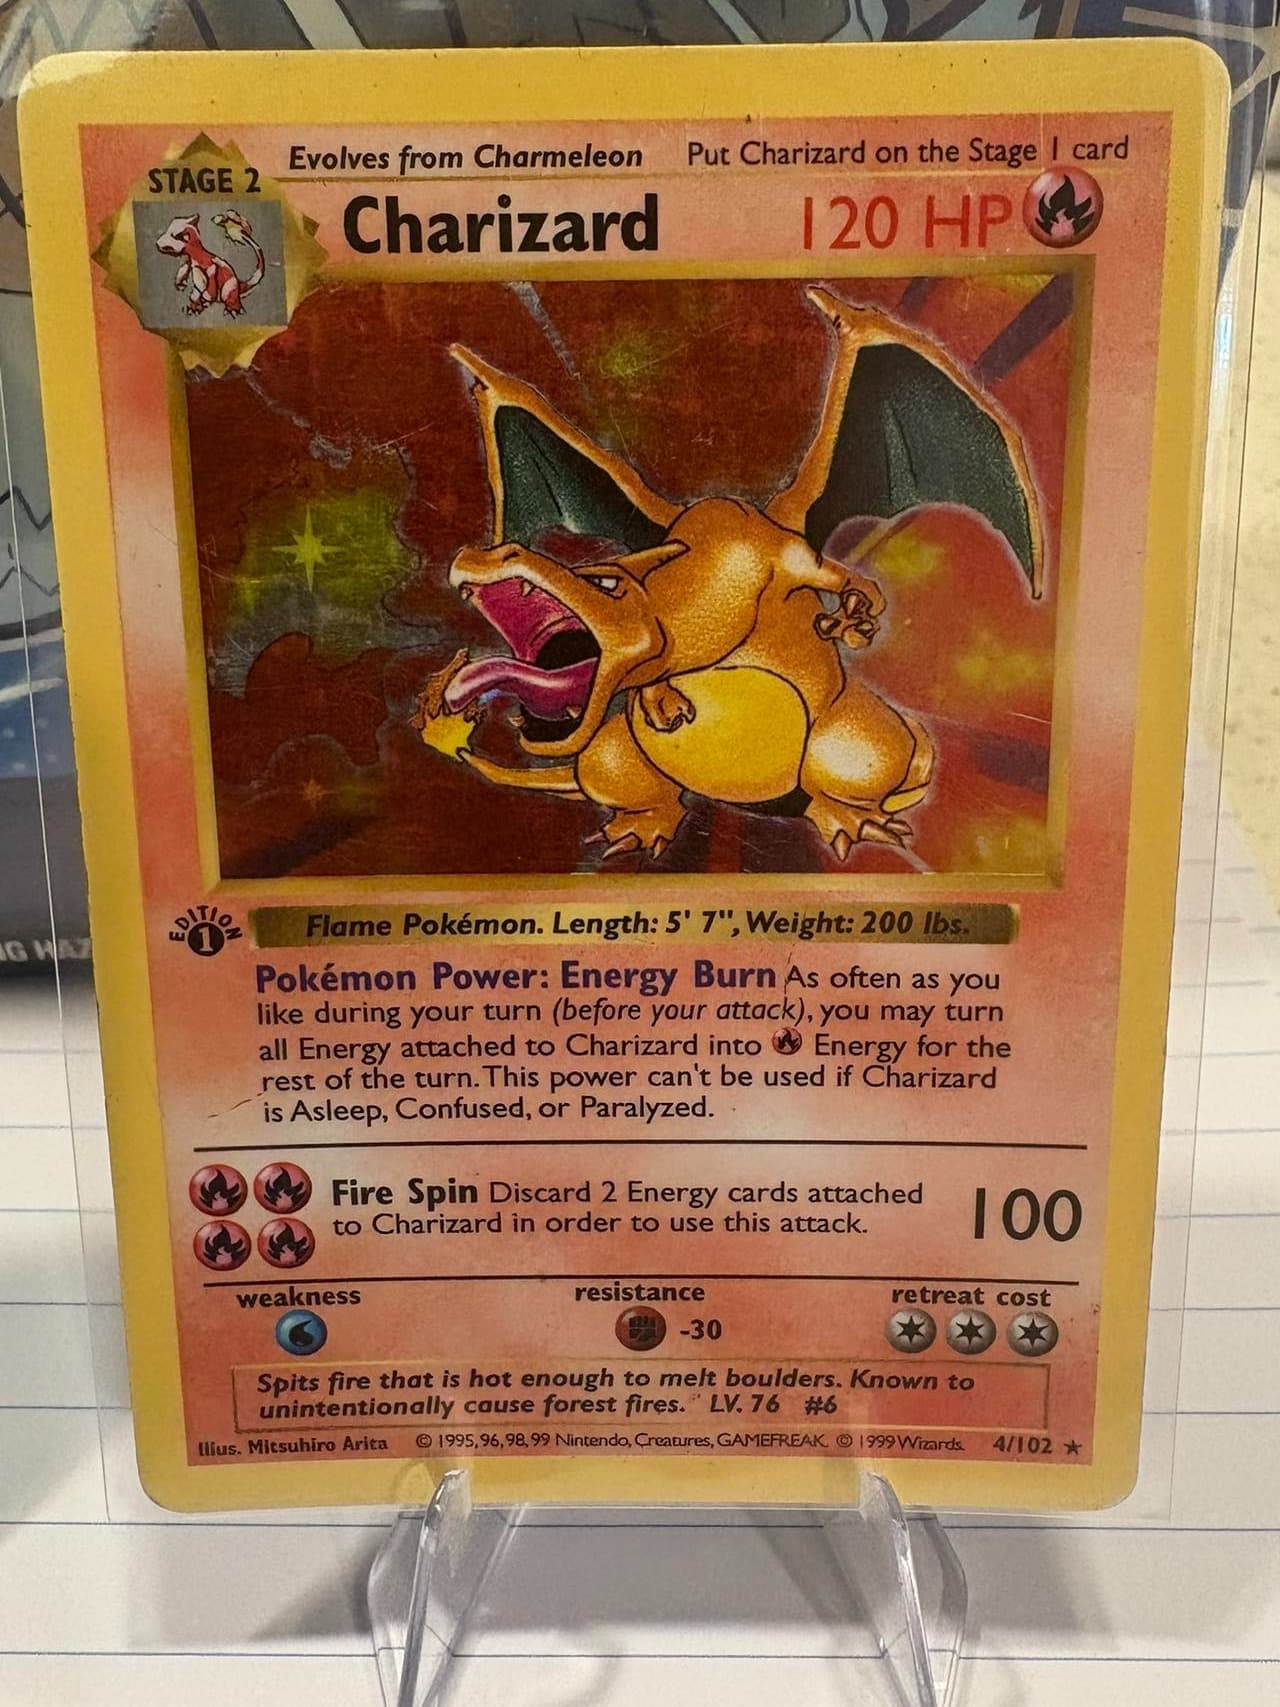 Evolves from Charmeleon Put Charizard on the Stage 1 card
STAGE 2
Charizard 120 HP
EDITION
1
Flame Pokémon. Length: 5' 7", Weight: 200 lbs.
Pokémon Power: Energy Burn As often as you
like during your turn (before your attack), you may turn
all Energy attached to Charizard into Energy for the
rest of the turn. This power can't be used if Charizard
is Asleep, Confused, or Paralyzed.
Fire Spin Discard 2 Energy cards attached
to Charizard in order to use this attack.
100
weakness resistance retreat cost
-30
Spits fire that is hot enough to melt boulders. Known to
unintentionally cause forest fires. LV. 76 #6
Illus. Mitsuhiro Arita © 1995, 96, 98, 99 Nintendo, Creatures, GAMEFREAK. © 1999 Wizards. 4/102 ★